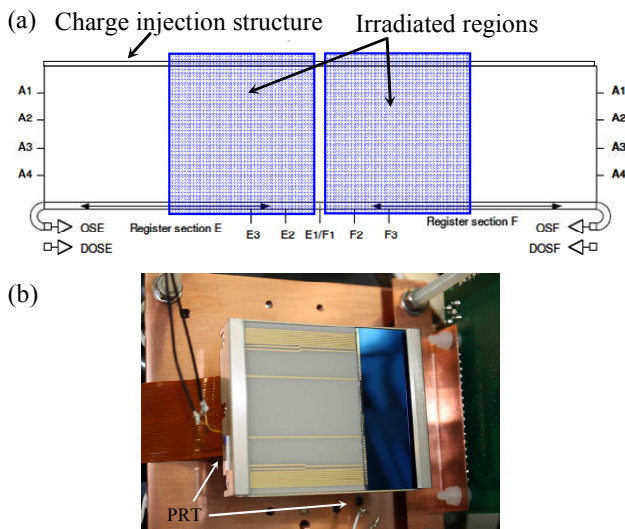 (a) Charge injection structure Irradiated regions
A1 A1
A2 A2
A3 A3
A4 A4
Register section E Register section F
OSE E3 E2 E1/F1 F2 F3 OSF
DOSE DOSF
(b)
PRT